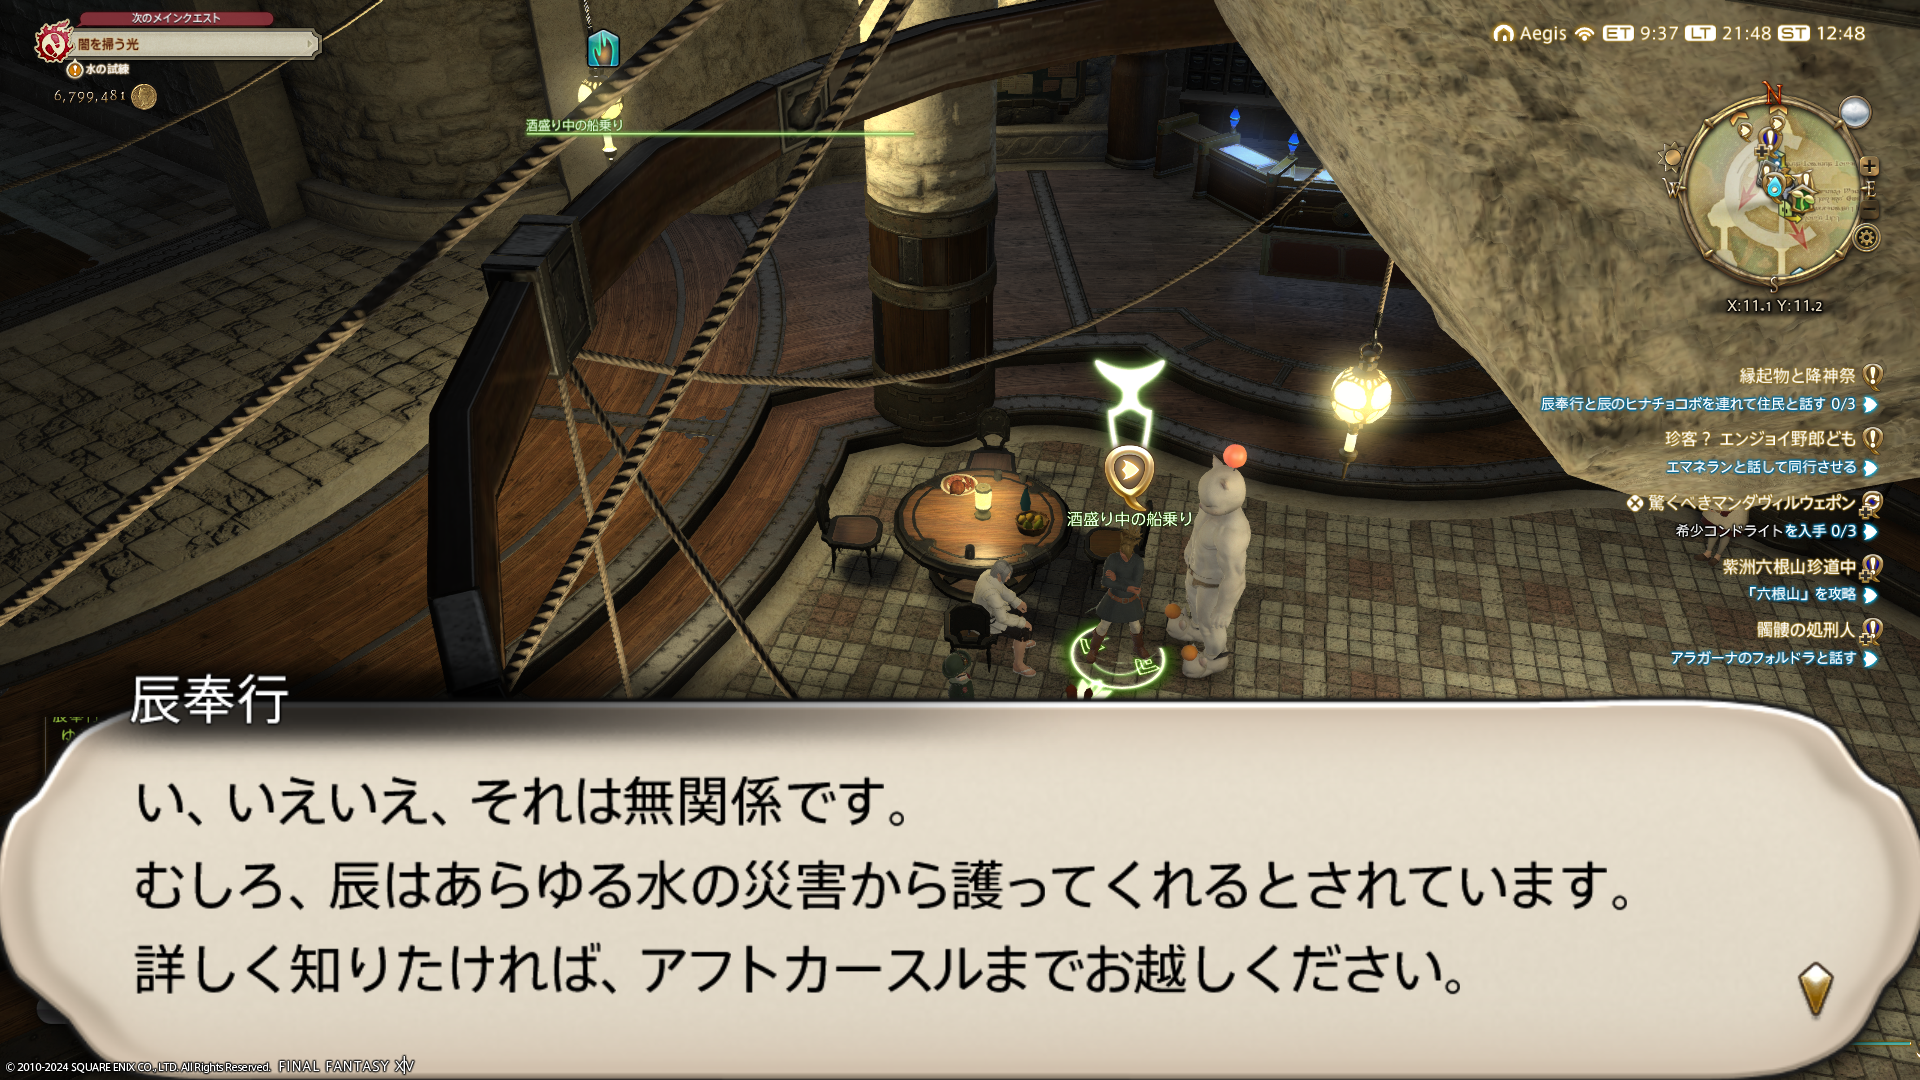 次のメインクエスト
闇を掃う光
水の試練
6,799,481
酒盛り中の船乗り
Aegis ET 9:37 LT 21:48 ST 12:48
N
W
E
S
X:11.1 Y:11.2
縁起物と降神祭
辰奉行と辰のヒナチョコボを連れて住民と話す 0/3
珍客？ エンジョイ野郎ども
エマネランと話して同行させる
驚くべきマンダヴィルウェポン
希少コンドライトを入手 0/3
紫洲六根山珍道中
「六根山」を攻略
髑髏の処刑人
アラガーナのフォルドラと話す
酒盛り中の船乗り
辰奉行
い、いえいえ、それは無関係です。
むしろ、辰はあらゆる水の災害から護ってくれるとされています。
詳しく知りたければ、アフトカースルまでお越しください。
© 2010-2024 SQUARE ENIX CO., LTD. All Rights Reserved. FINAL FANTASY XIV